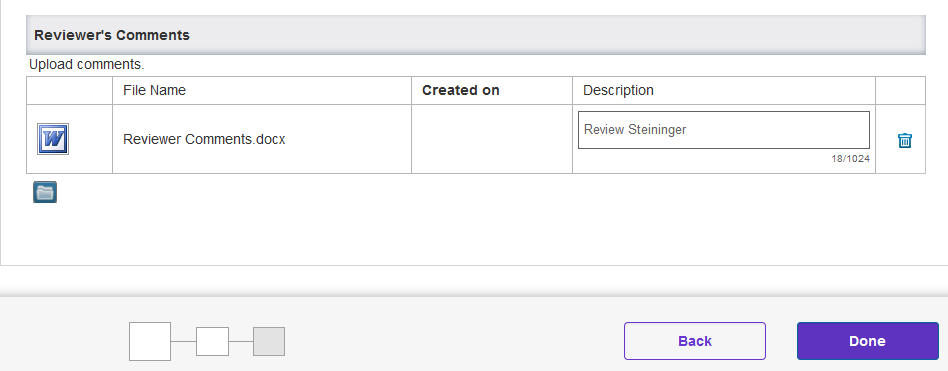 Reviewer's Comments
Upload comments.
File Name Created on Description
W Reviewer Comments.docx Review Steininger
18/1024
Back Done